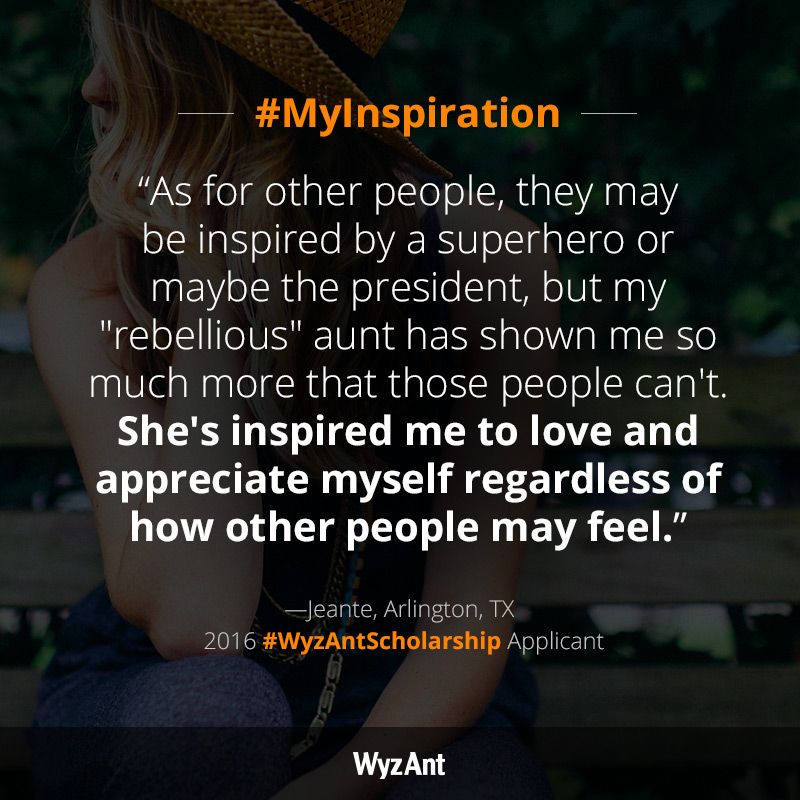 #MyInspiration
“As for other people, they may
be inspired by a superhero or
maybe the president, but my
"rebellious" aunt has shown me so
much more that those people can't.
She's inspired me to love and
appreciate myself regardless of
how other people may feel.”
—Jeante, Arlington, TX
2016 #WyzAntScholarship Applicant
WyzAnt